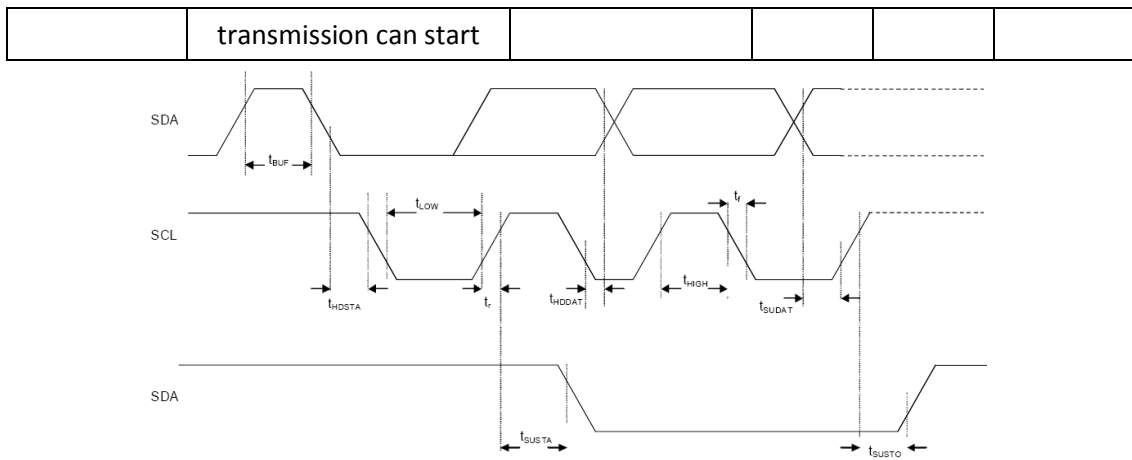 transmission can start
SDA
tBUF
tLOW
tf
SCL
tHDSTA
tr
tHDDAT
tHIGH
tSUDAT
SDA
tSUSTA
tSUSTO